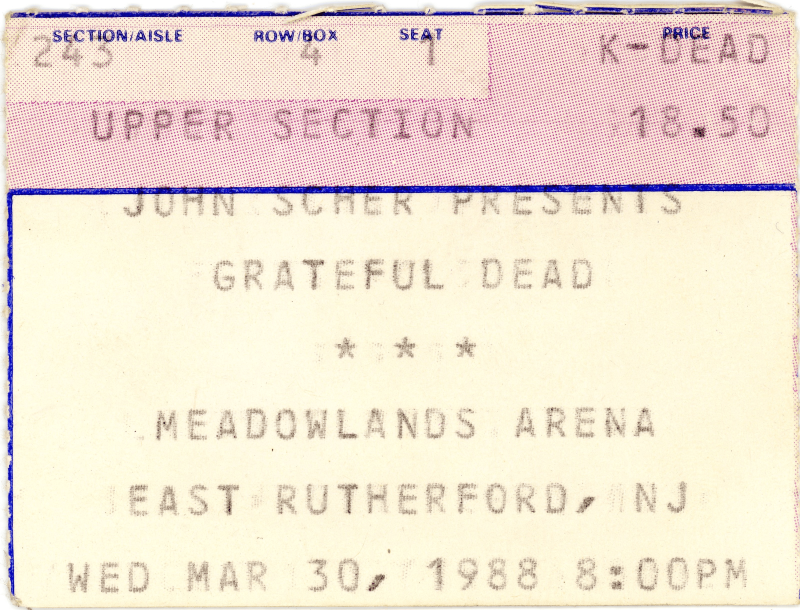 SECTION/AISLE ROW/BOX SEAT PRICE
243 4 1 K-DEAD
UPPER SECTION 18.50
JOHN SCHER PRESENTS
GRATEFUL DEAD
* * *
MEADOWLANDS ARENA
EAST RUTHERFORD, NJ
WED MAR 30, 1988 8:00PM